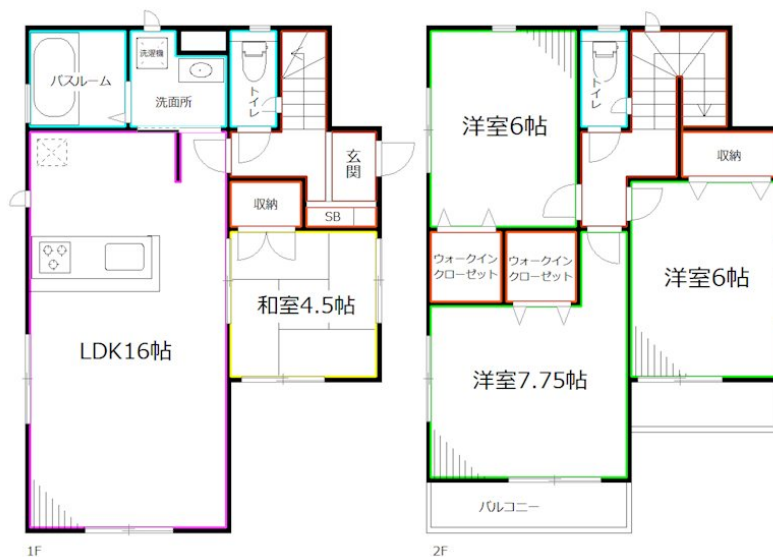 洗濯機
バスルーム
洗面所
トイレ
玄関
収納
SB
和室4.5帖
LDK16帖
1F
洋室6帖
トイレ
収納
ウォークイン
クローゼット
ウォークイン
クローゼット
洋室6帖
洋室7.75帖
バルコニー
2F